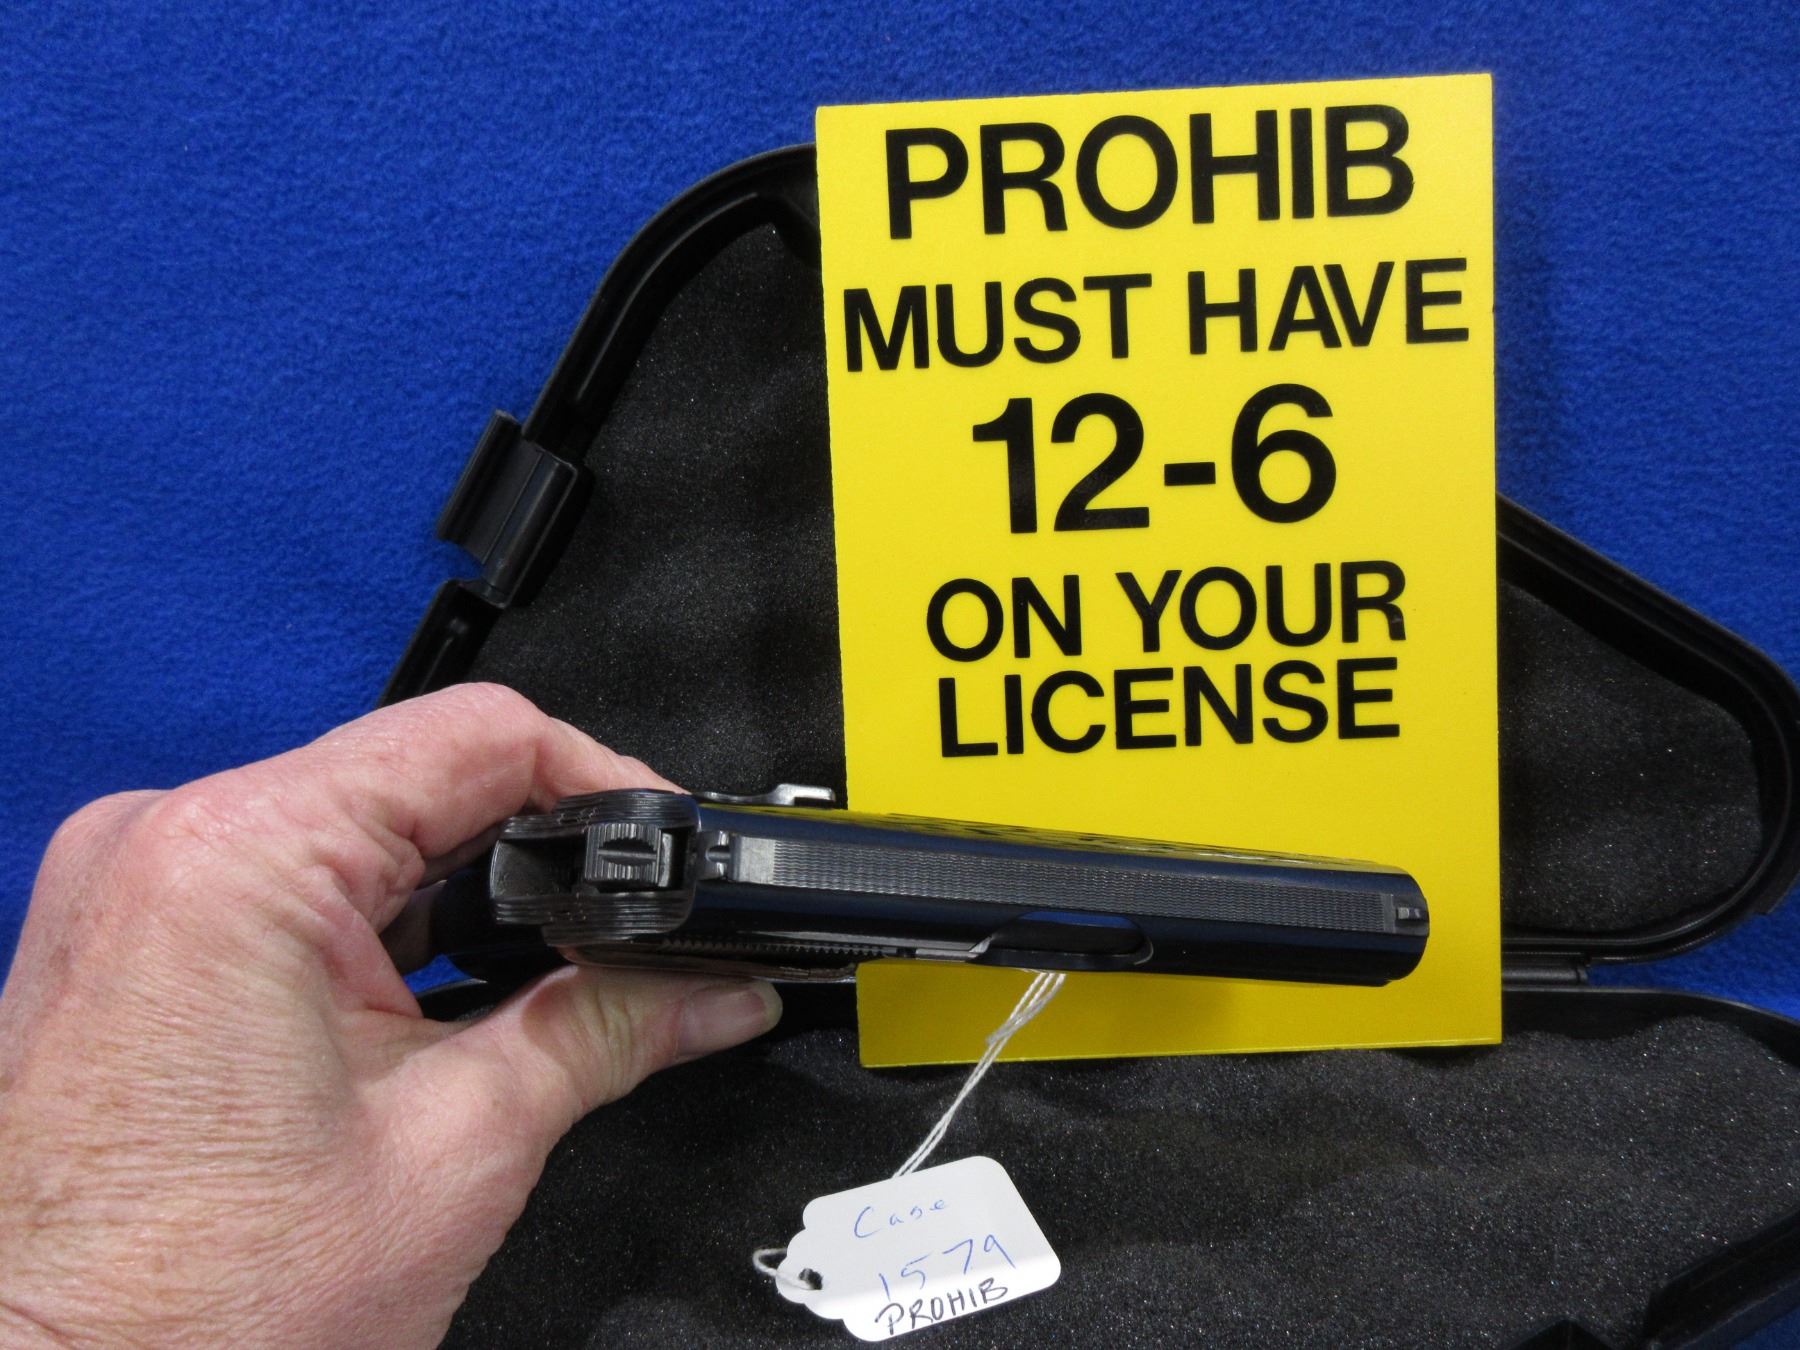 PROHIB
MUST HAVE
12-6
ON YOUR
LICENSE
Case
1579
PROHIB